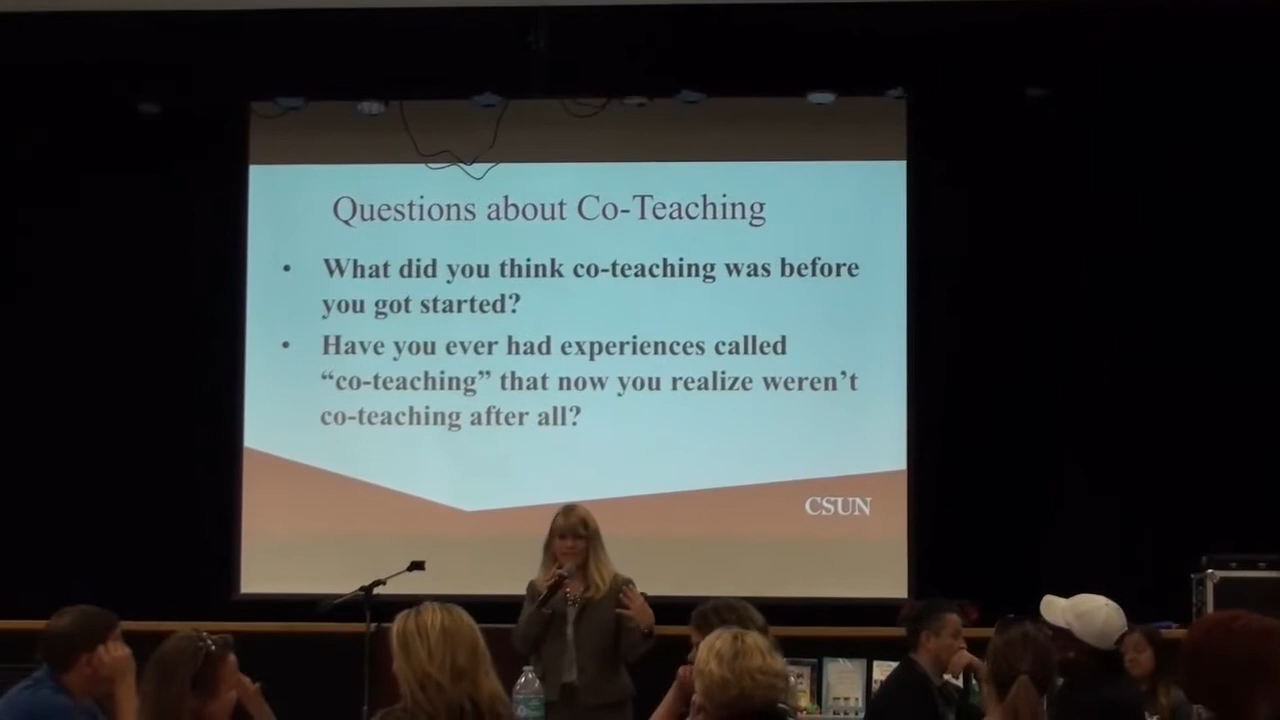 Questions about Co-Teaching
• What did you think co-teaching was before
you got started?
• Have you ever had experiences called
“co-teaching” that now you realize weren’t
co-teaching after all?
CSUN